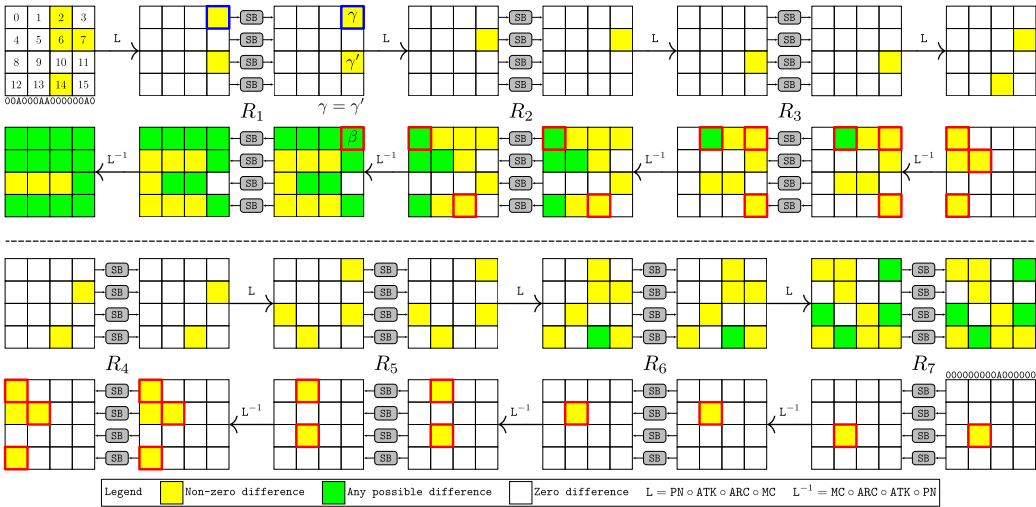 0 1 2 3
4 5 6 7
8 9 10 11
12 13 14 15
00A000AA000000A0
L
SB
SB
SB
SB
γ
γ'
L
SB
SB
SB
SB
L
SB
SB
SB
SB
L
R1
γ = γ'
R2
R3
L⁻¹
SB
SB
SB
SB
β
L⁻¹
SB
SB
SB
SB
L⁻¹
SB
SB
SB
SB
L⁻¹
SB
SB
SB
SB
L
SB
SB
SB
SB
L
SB
SB
SB
SB
L
SB
SB
SB
SB
R4
R5
R6
R7
000000000A000000
SB
SB
SB
SB
L⁻¹
SB
SB
SB
SB
L⁻¹
SB
SB
SB
SB
L⁻¹
SB
SB
SB
SB
Legend Non-zero difference Any possible difference Zero difference L = PN ∘ ATK ∘ ARC ∘ MC L⁻¹ = MC ∘ ARC ∘ ATK ∘ PN